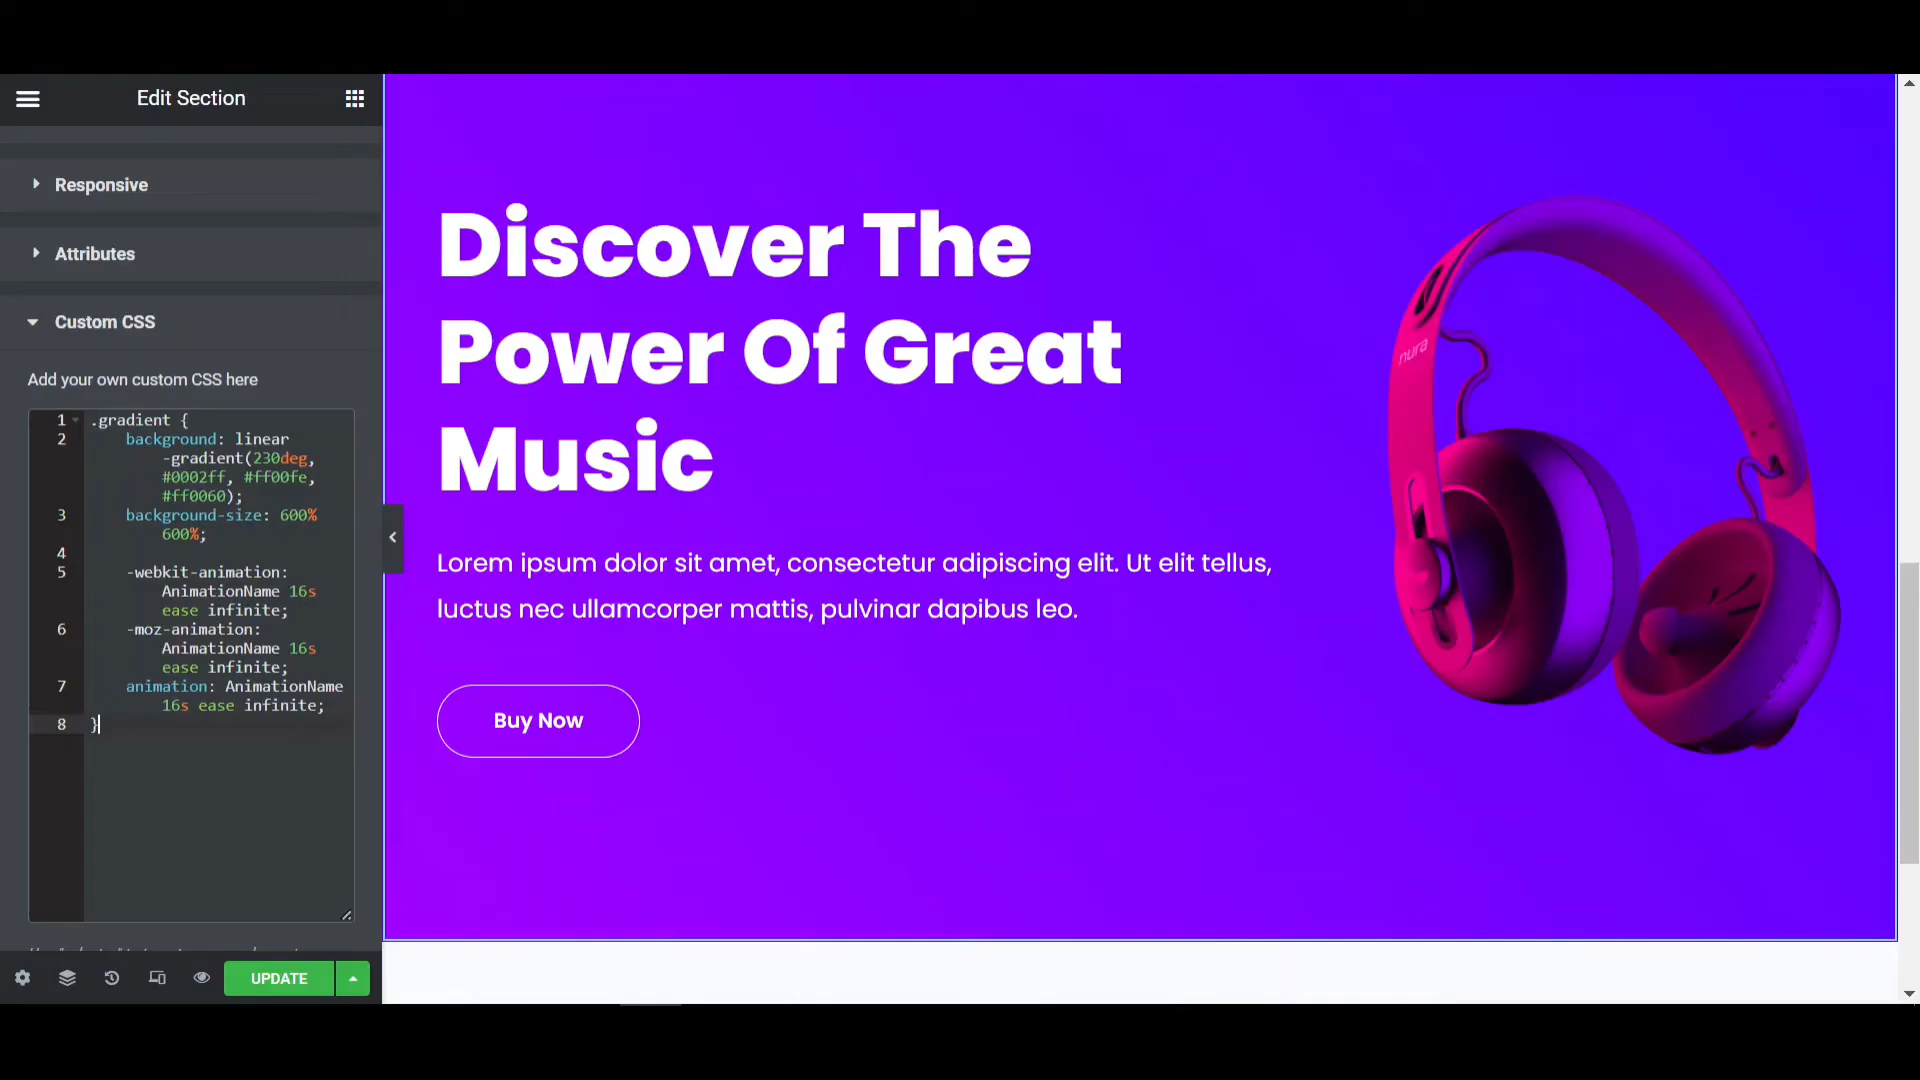 Edit Section
Responsive
Attributes
Custom CSS
Add your own custom CSS here
1 .gradient {
2 background: linear
-gradient(230deg,
#0002ff, #ff00fe,
#ff0060);
3 background-size: 600%
600%;
4
5 -webkit-animation:
AnimationName 16s
ease infinite;
6 -moz-animation:
AnimationName 16s
ease infinite;
7 animation: AnimationName
16s ease infinite;
8 }
UPDATE
Discover The
Power Of Great
Music
Lorem ipsum dolor sit amet, consectetur adipiscing elit. Ut elit tellus,
luctus nec ullamcorper mattis, pulvinar dapibus leo.
Buy Now
nura